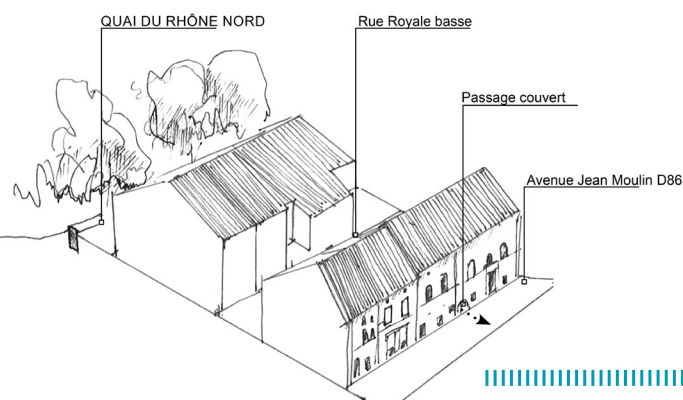 QUAI DU RHÔNE NORD
Rue Royale basse
Passage couvert
Avenue Jean Moulin D86